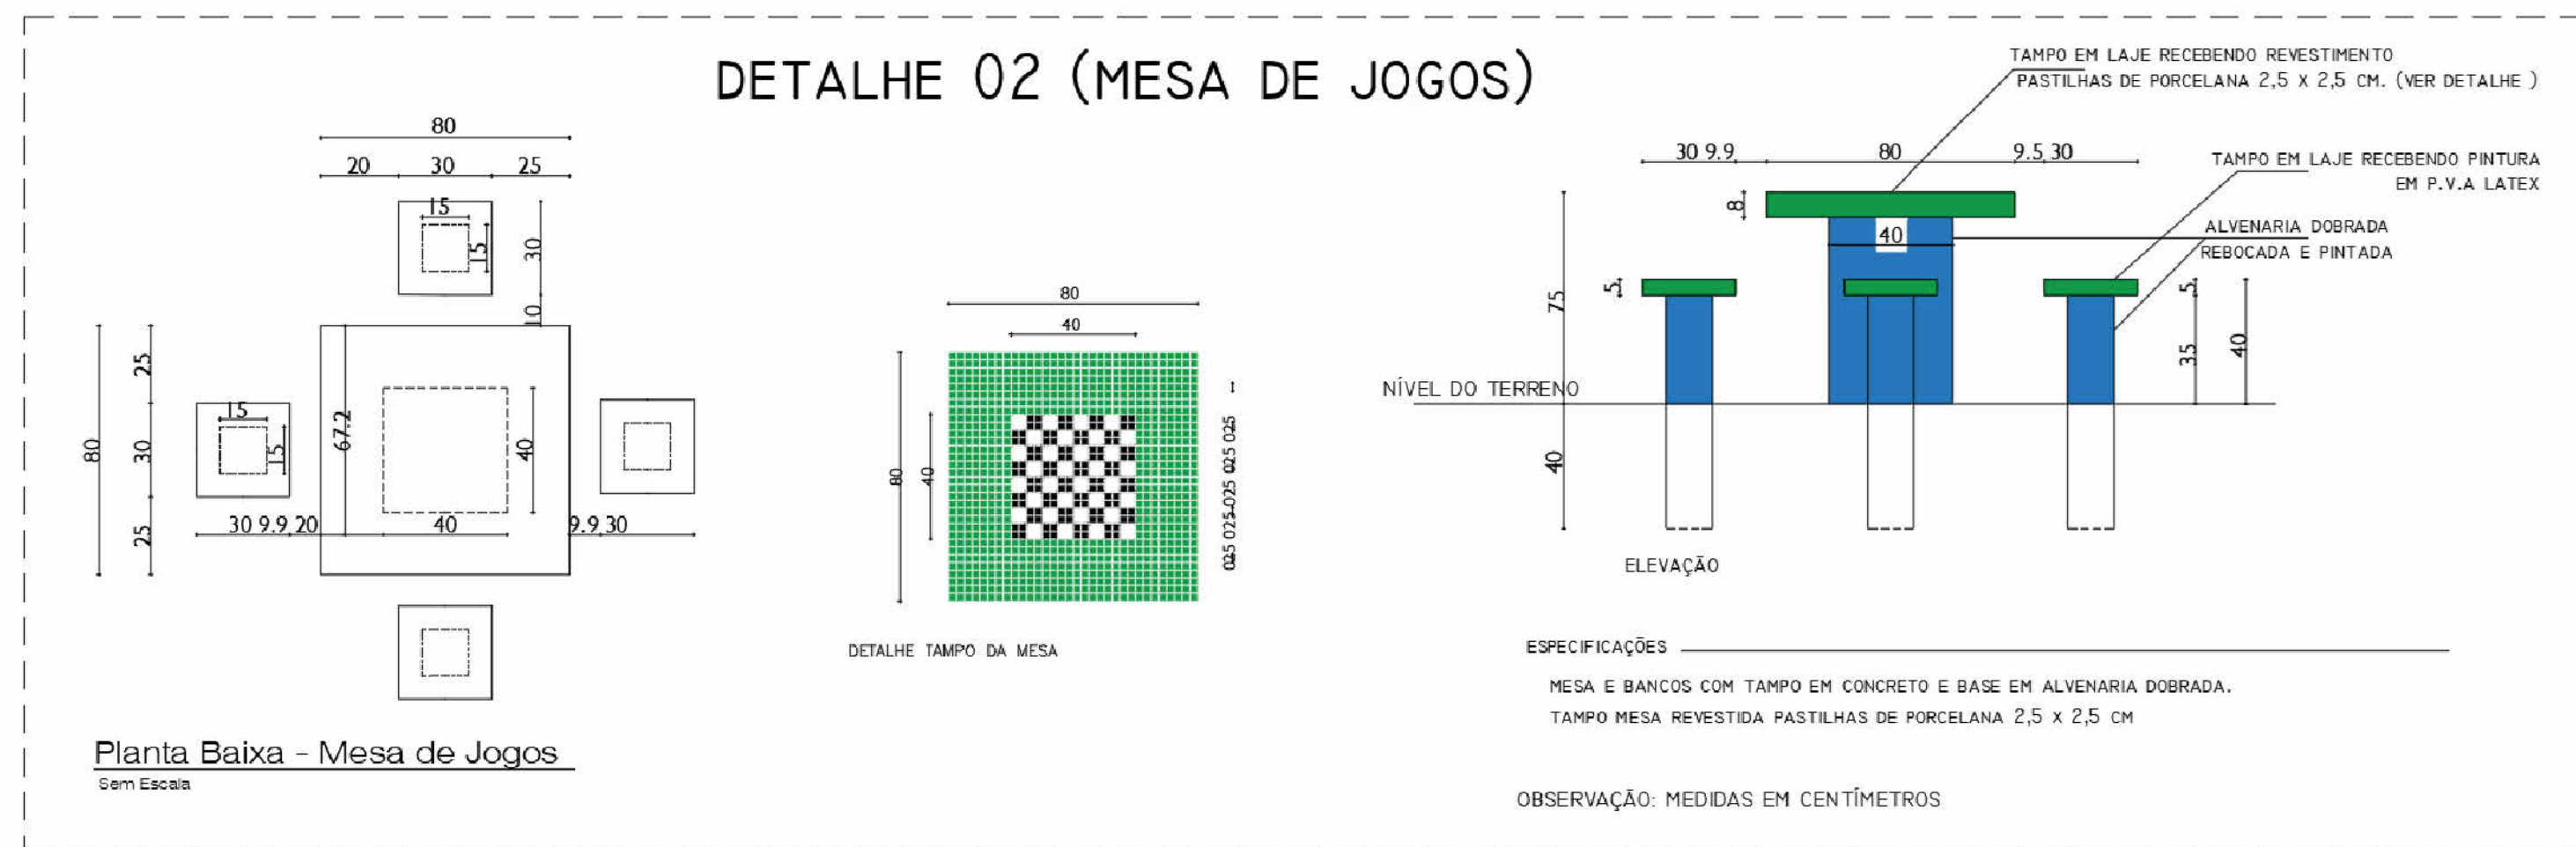 DETALHE 02 (MESA DE JOGOS)
80
20 30 25
15
15
30
10
25
30
25
80
15
15
67.2
40
30 9.9 20 40 9.9 30
Planta Baixa - Mesa de Jogos
Sem Escala
80
40
80
40
025 025 025 025 025 025
DETALHE TAMPO DA MESA
TAMPO EM LAJE RECEBENDO REVESTIMENTO
PASTILHAS DE PORCELANA 2,5 X 2,5 CM. (VER DETALHE )
30 9.9 80 9.5 30
TAMPO EM LAJE RECEBENDO PINTURA
EM P.V.A LATEX
8
40
ALVENARIA DOBRADA
REBOCADA E PINTADA
75
5
5
35
40
NÍVEL DO TERRENO
40
ELEVAÇÃO
ESPECIFICAÇÕES
MESA E BANCOS COM TAMPO EM CONCRETO E BASE EM ALVENARIA DOBRADA.
TAMPO MESA REVESTIDA PASTILHAS DE PORCELANA 2,5 X 2,5 CM
OBSERVAÇÃO: MEDIDAS EM CENTÍMETROS